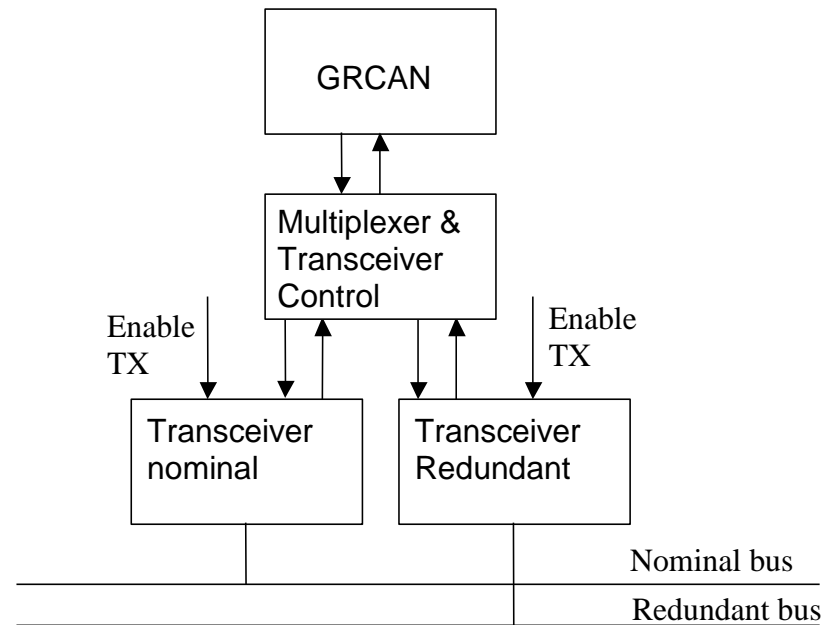 GRCAN
Multiplexer &
Transceiver
Control
Enable
TX
Enable
TX
Transceiver
nominal
Transceiver
Redundant
Nominal bus
Redundant bus